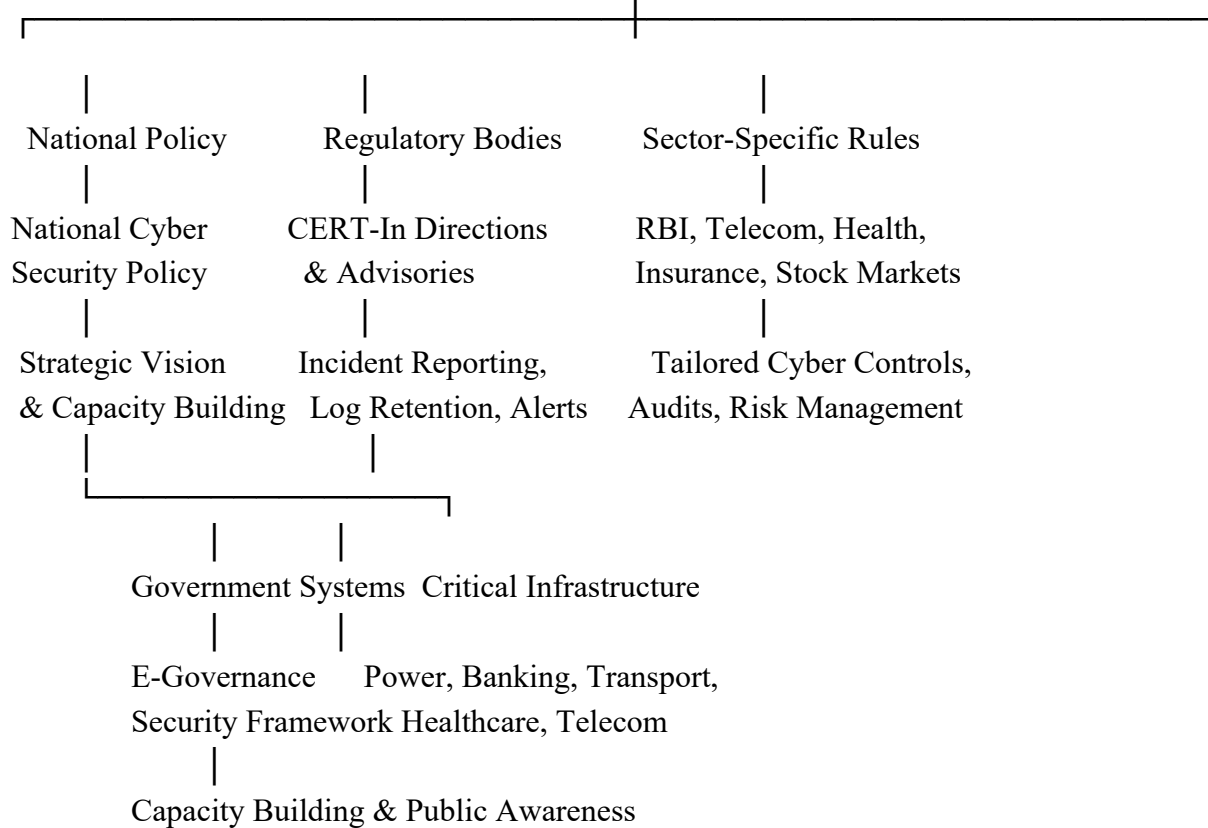 National Policy Regulatory Bodies Sector-Specific Rules
National Cyber CERT-In Directions RBI, Telecom, Health,
Security Policy & Advisories Insurance, Stock Markets
Strategic Vision Incident Reporting, Tailored Cyber Controls,
& Capacity Building Log Retention, Alerts Audits, Risk Management
Government Systems Critical Infrastructure
E-Governance Power, Banking, Transport,
Security Framework Healthcare, Telecom
Capacity Building & Public Awareness